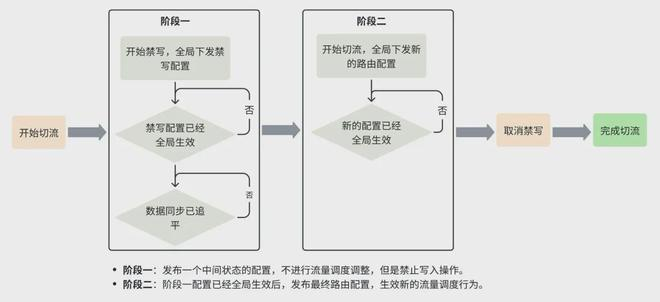 阶段一
开始禁写，全局下发禁
写配置
否
禁写配置已经
全局生效
否
数据同步已追
平
阶段二
开始切流，全局下发新
的路由配置
否
新的配置已经
全局生效
开始切流
取消禁写
完成切流
• 阶段一：发布一个中间状态的配置，不进行流量调度调整，但是禁止写入操作。
• 阶段二：阶段一配置已经全局生效后，发布最终路由配置，生效新的流量调度行为。